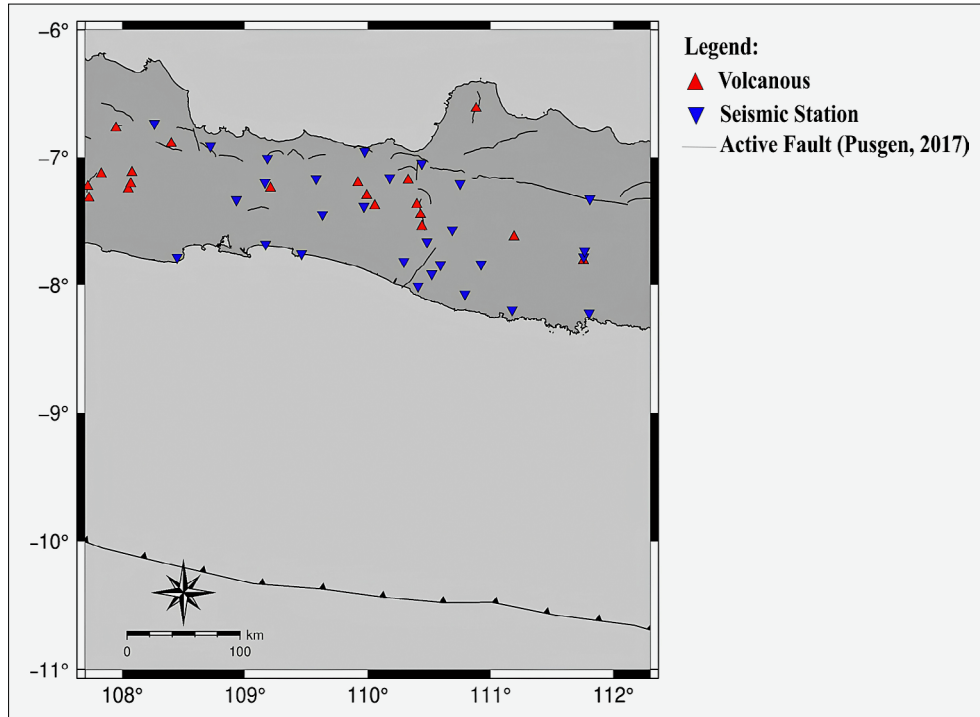 −6°
−7°
−8°
−9°
−10°
−11°
108°
109°
110°
111°
112°
km
0
100
Legend:
Volcanous
Seismic Station
Active Fault (Pusgen, 2017)